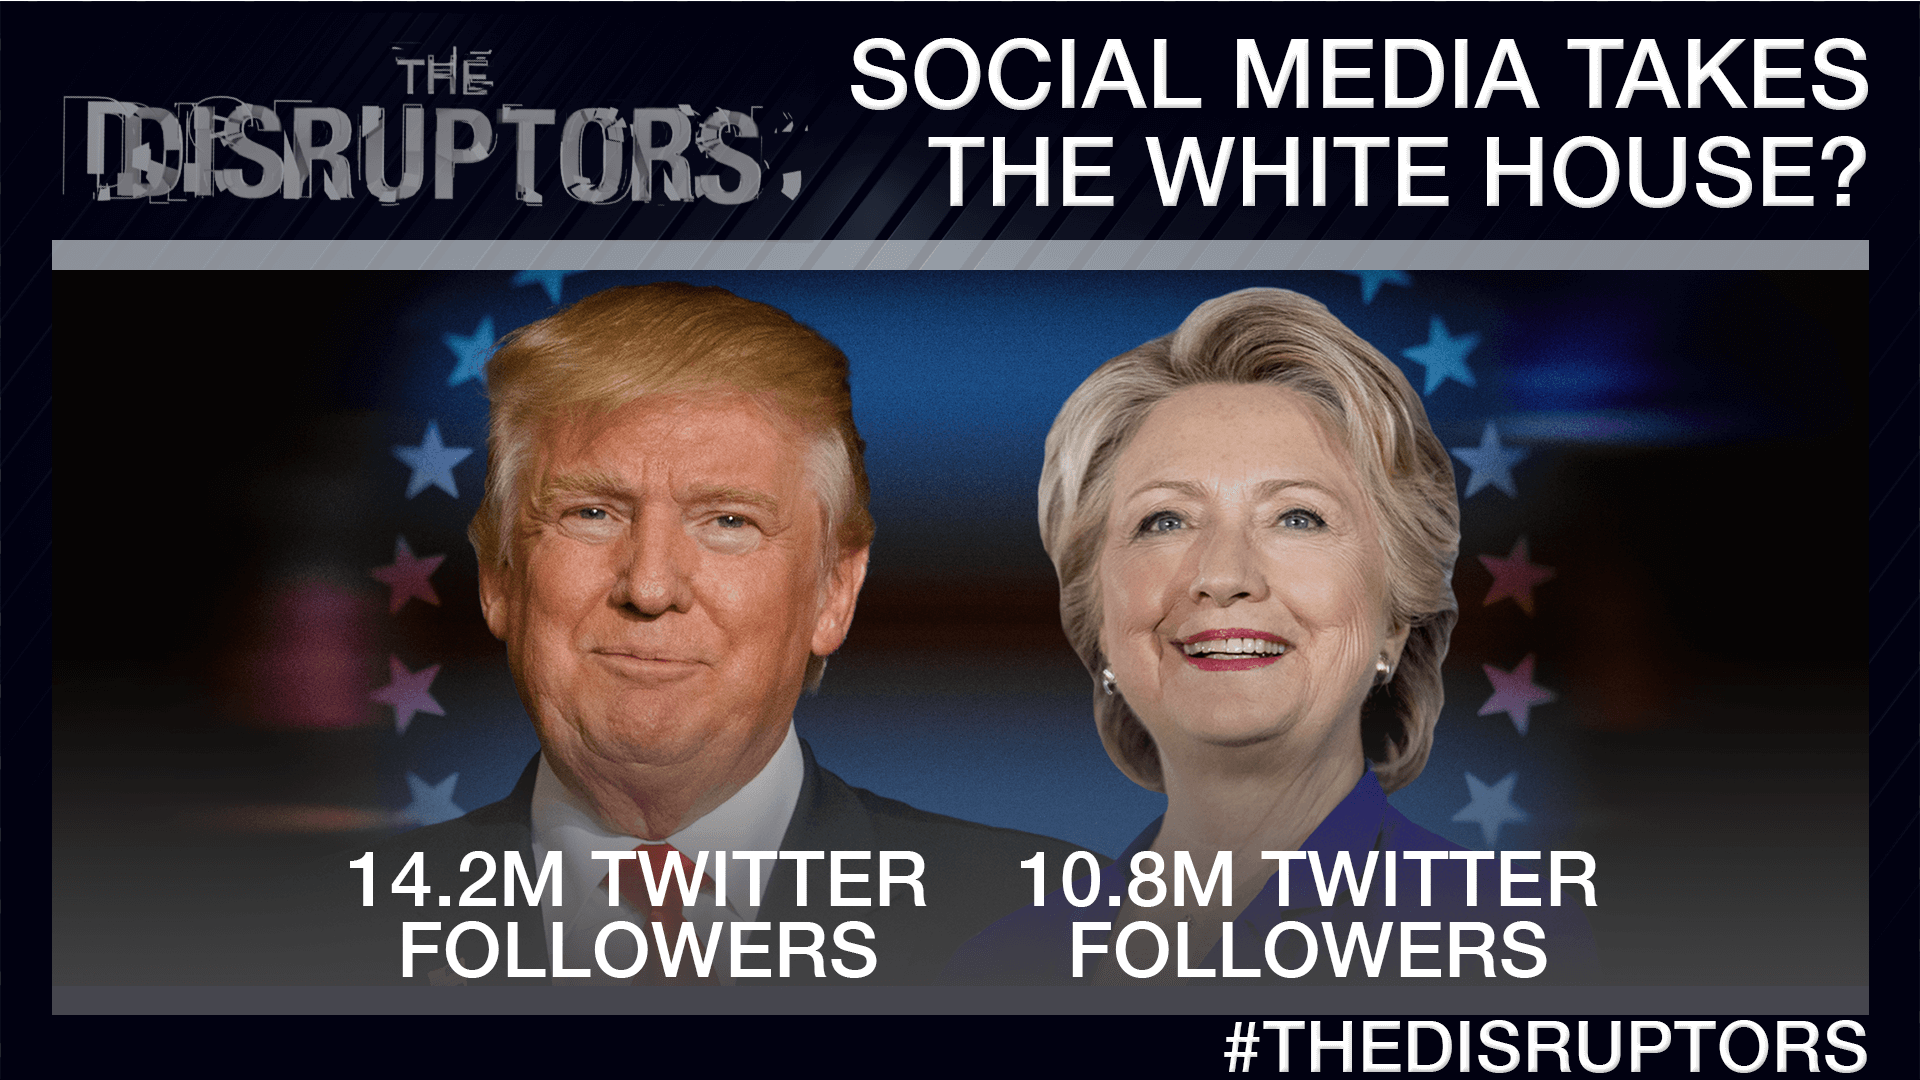 THE
DISRUPTORS
SOCIAL MEDIA TAKES
THE WHITE HOUSE?
14.2M TWITTER
FOLLOWERS
10.8M TWITTER
FOLLOWERS
#THEDISRUPTORS